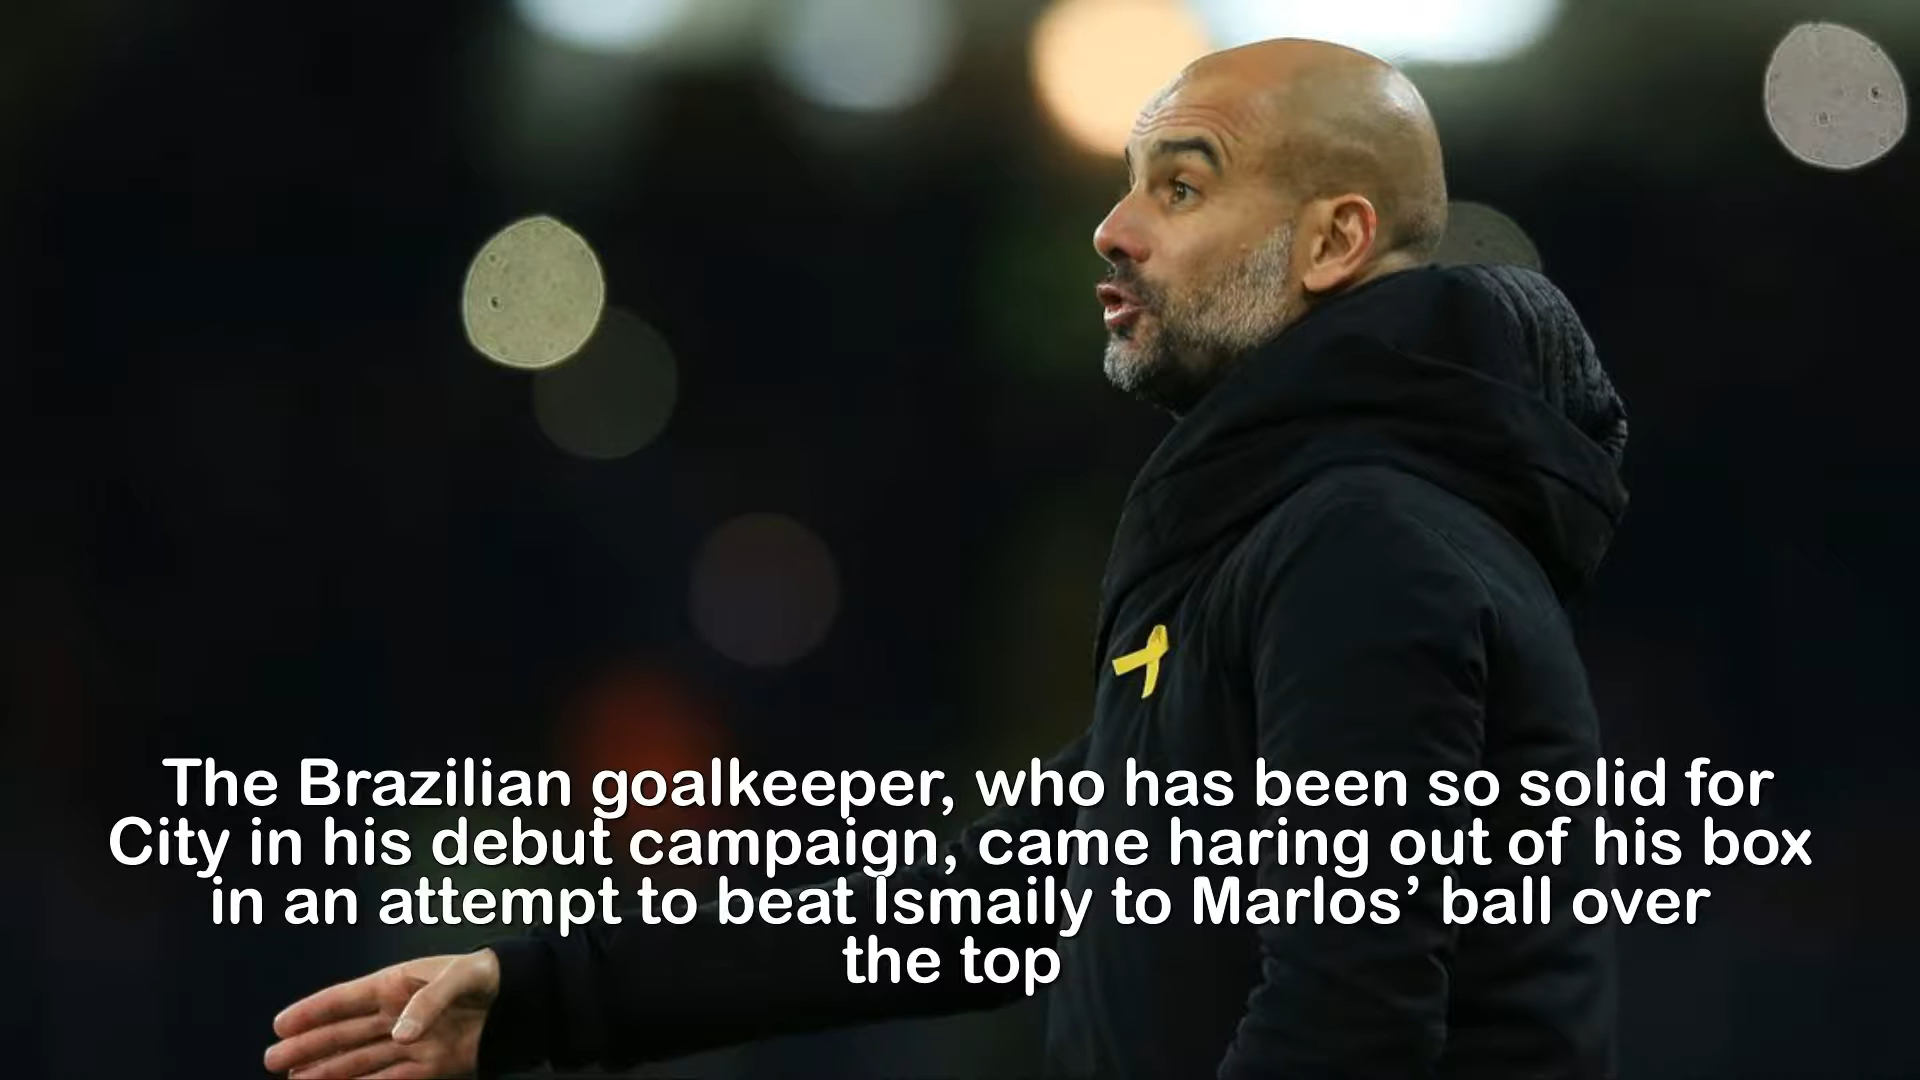 The Brazilian goalkeeper, who has been so solid for
City in his debut campaign, came haring out of his box
in an attempt to beat Ismaily to Marlos’ ball over
the top